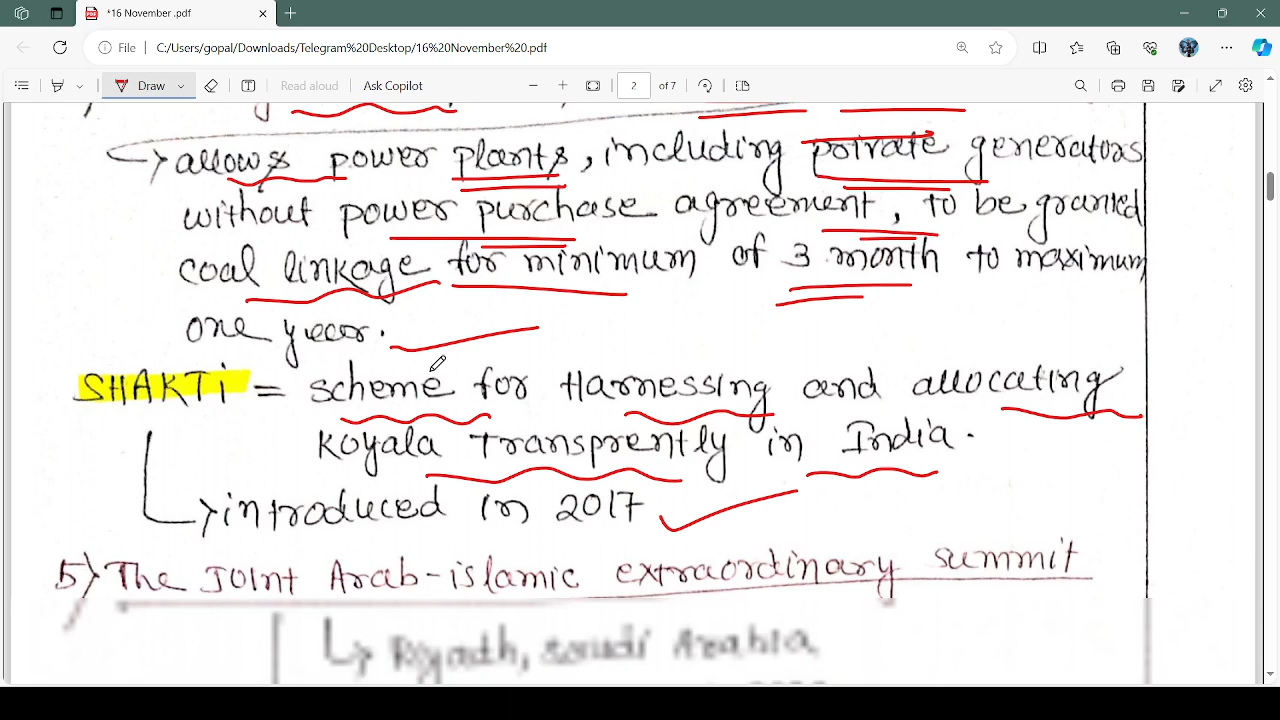 *16 November .pdf
File
C:/Users/gopal/Downloads/Telegram%20Desktop/16%20November%20.pdf
Draw
Read aloud
Ask Copilot
2
of 7
→ allows power plants, including private generators
without power purchase agreement, to be granted
coal linkage for minimum of 3 month to maximum
one year.
SHAKTi = scheme for Harnessing and allocating
Koyala Transprently in India.
→ introduced in 2017
5) The Joint Arab-islamic extraordinary summit
↳ Riyadh, saudi Arabia